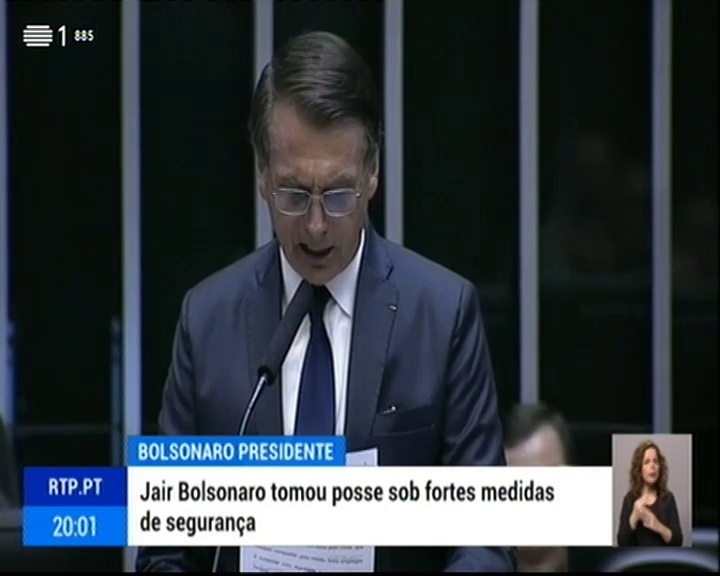 1 885
BOLSONARO PRESIDENTE
RTP.PT
Jair Bolsonaro tomou posse sob fortes medidas
de segurança
20:01